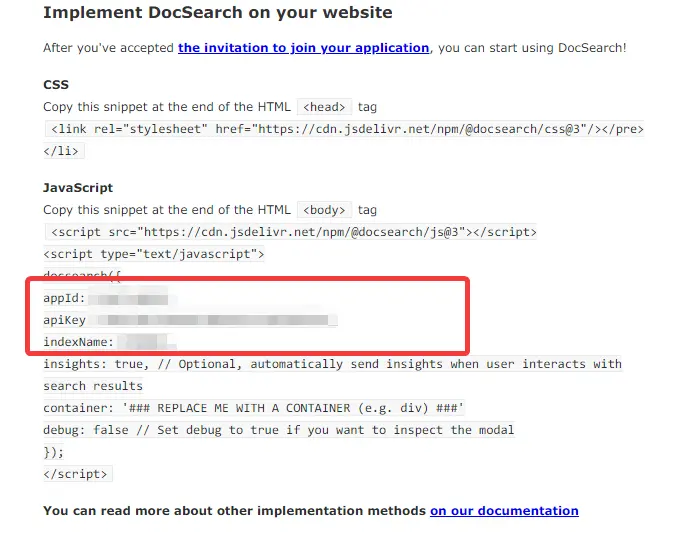 Implement DocSearch on your website
After you've accepted the invitation to join your application, you can start using DocSearch!
CSS
Copy this snippet at the end of the HTML <head> tag
<link rel="stylesheet" href="https://cdn.jsdelivr.net/npm/@docsearch/css@3"/></pre>
</li>
JavaScript
Copy this snippet at the end of the HTML <body> tag
<script src="https://cdn.jsdelivr.net/npm/@docsearch/js@3"></script>
<script type="text/javascript">
docsearch({
appId:
apiKey
indexName:
insights: true, // Optional, automatically send insights when user interacts with
search results
container: '### REPLACE ME WITH A CONTAINER (e.g. div) ###'
debug: false // Set debug to true if you want to inspect the modal
});
</script>
You can read more about other implementation methods on our documentation